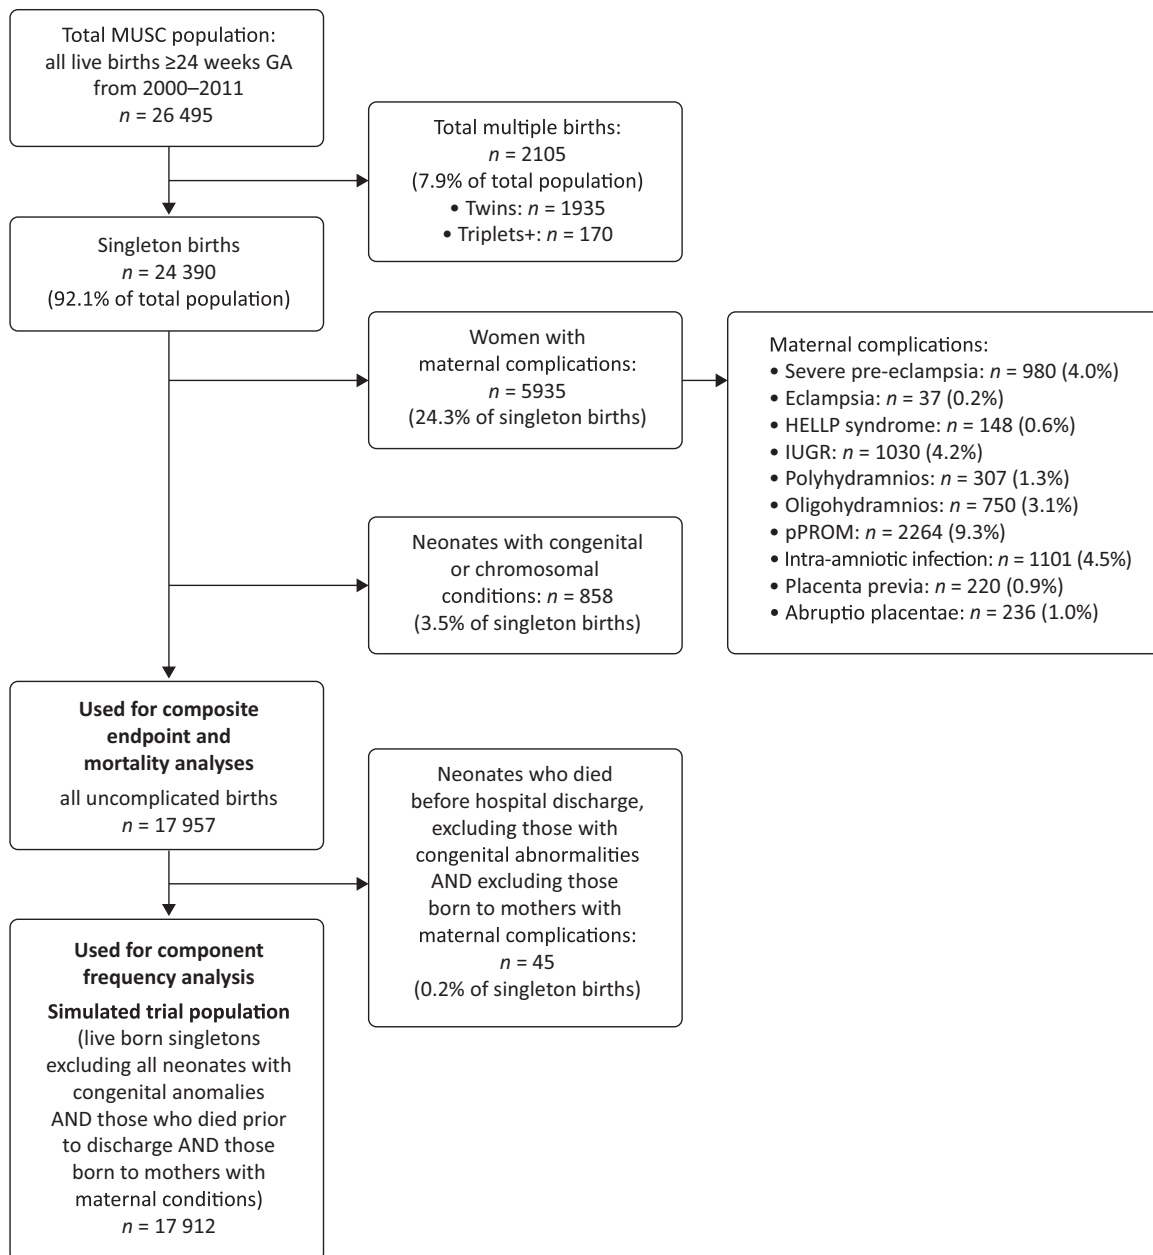 Total MUSC population:
all live births ≥24 weeks GA
from 2000–2011
n = 26 495
Total multiple births:
n = 2105
(7.9% of total population)
• Twins: n = 1935
• Triplets+: n = 170
Singleton births
n = 24 390
(92.1% of total population)
Women with
maternal complications:
n = 5935
(24.3% of singleton births)
Maternal complications:
• Severe pre-eclampsia: n = 980 (4.0%)
• Eclampsia: n = 37 (0.2%)
• HELLP syndrome: n = 148 (0.6%)
• IUGR: n = 1030 (4.2%)
• Polyhydramnios: n = 307 (1.3%)
• Oligohydramnios: n = 750 (3.1%)
• pPROM: n = 2264 (9.3%)
• Intra-amniotic infection: n = 1101 (4.5%)
• Placenta previa: n = 220 (0.9%)
• Abruptio placentae: n = 236 (1.0%)
Neonates with congenital
or chromosomal
conditions: n = 858
(3.5% of singleton births)
Used for composite
endpoint and
mortality analyses
all uncomplicated births
n = 17 957
Neonates who died
before hospital discharge,
excluding those with
congenital abnormalities
AND excluding those
born to mothers with
maternal complications:
n = 45
(0.2% of singleton births)
Used for component
frequency analysis
Simulated trial population
(live born singletons
excluding all neonates with
congenital anomalies
AND those who died prior
to discharge AND those
born to mothers with
maternal conditions)
n = 17 912